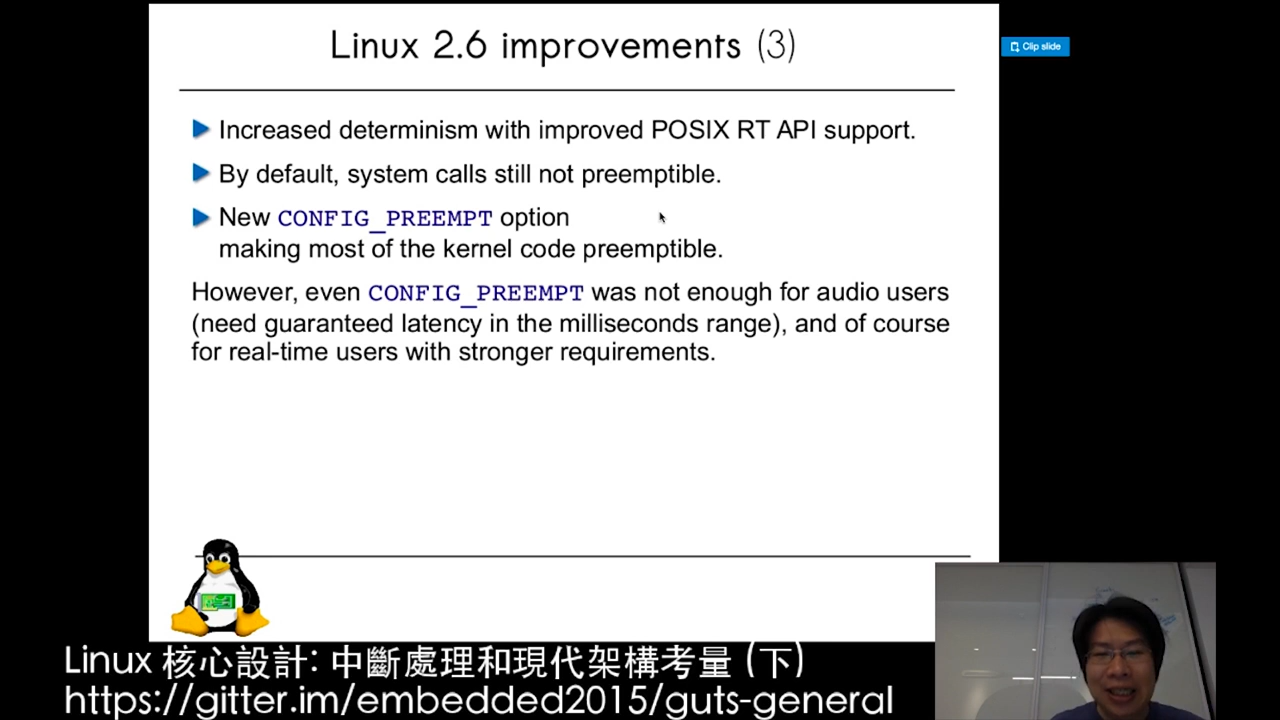 Linux 2.6 improvements (3)
Clip slide
Increased determinism with improved POSIX RT API support.
By default, system calls still not preemptible.
New CONFIG_PREEMPT option
making most of the kernel code preemptible.
However, even CONFIG_PREEMPT was not enough for audio users
(need guaranteed latency in the milliseconds range), and of course
for real-time users with stronger requirements.
Linux 核心設計: 中斷處理和現代架構考量 (下)
https://gitter.im/embedded2015/guts-general